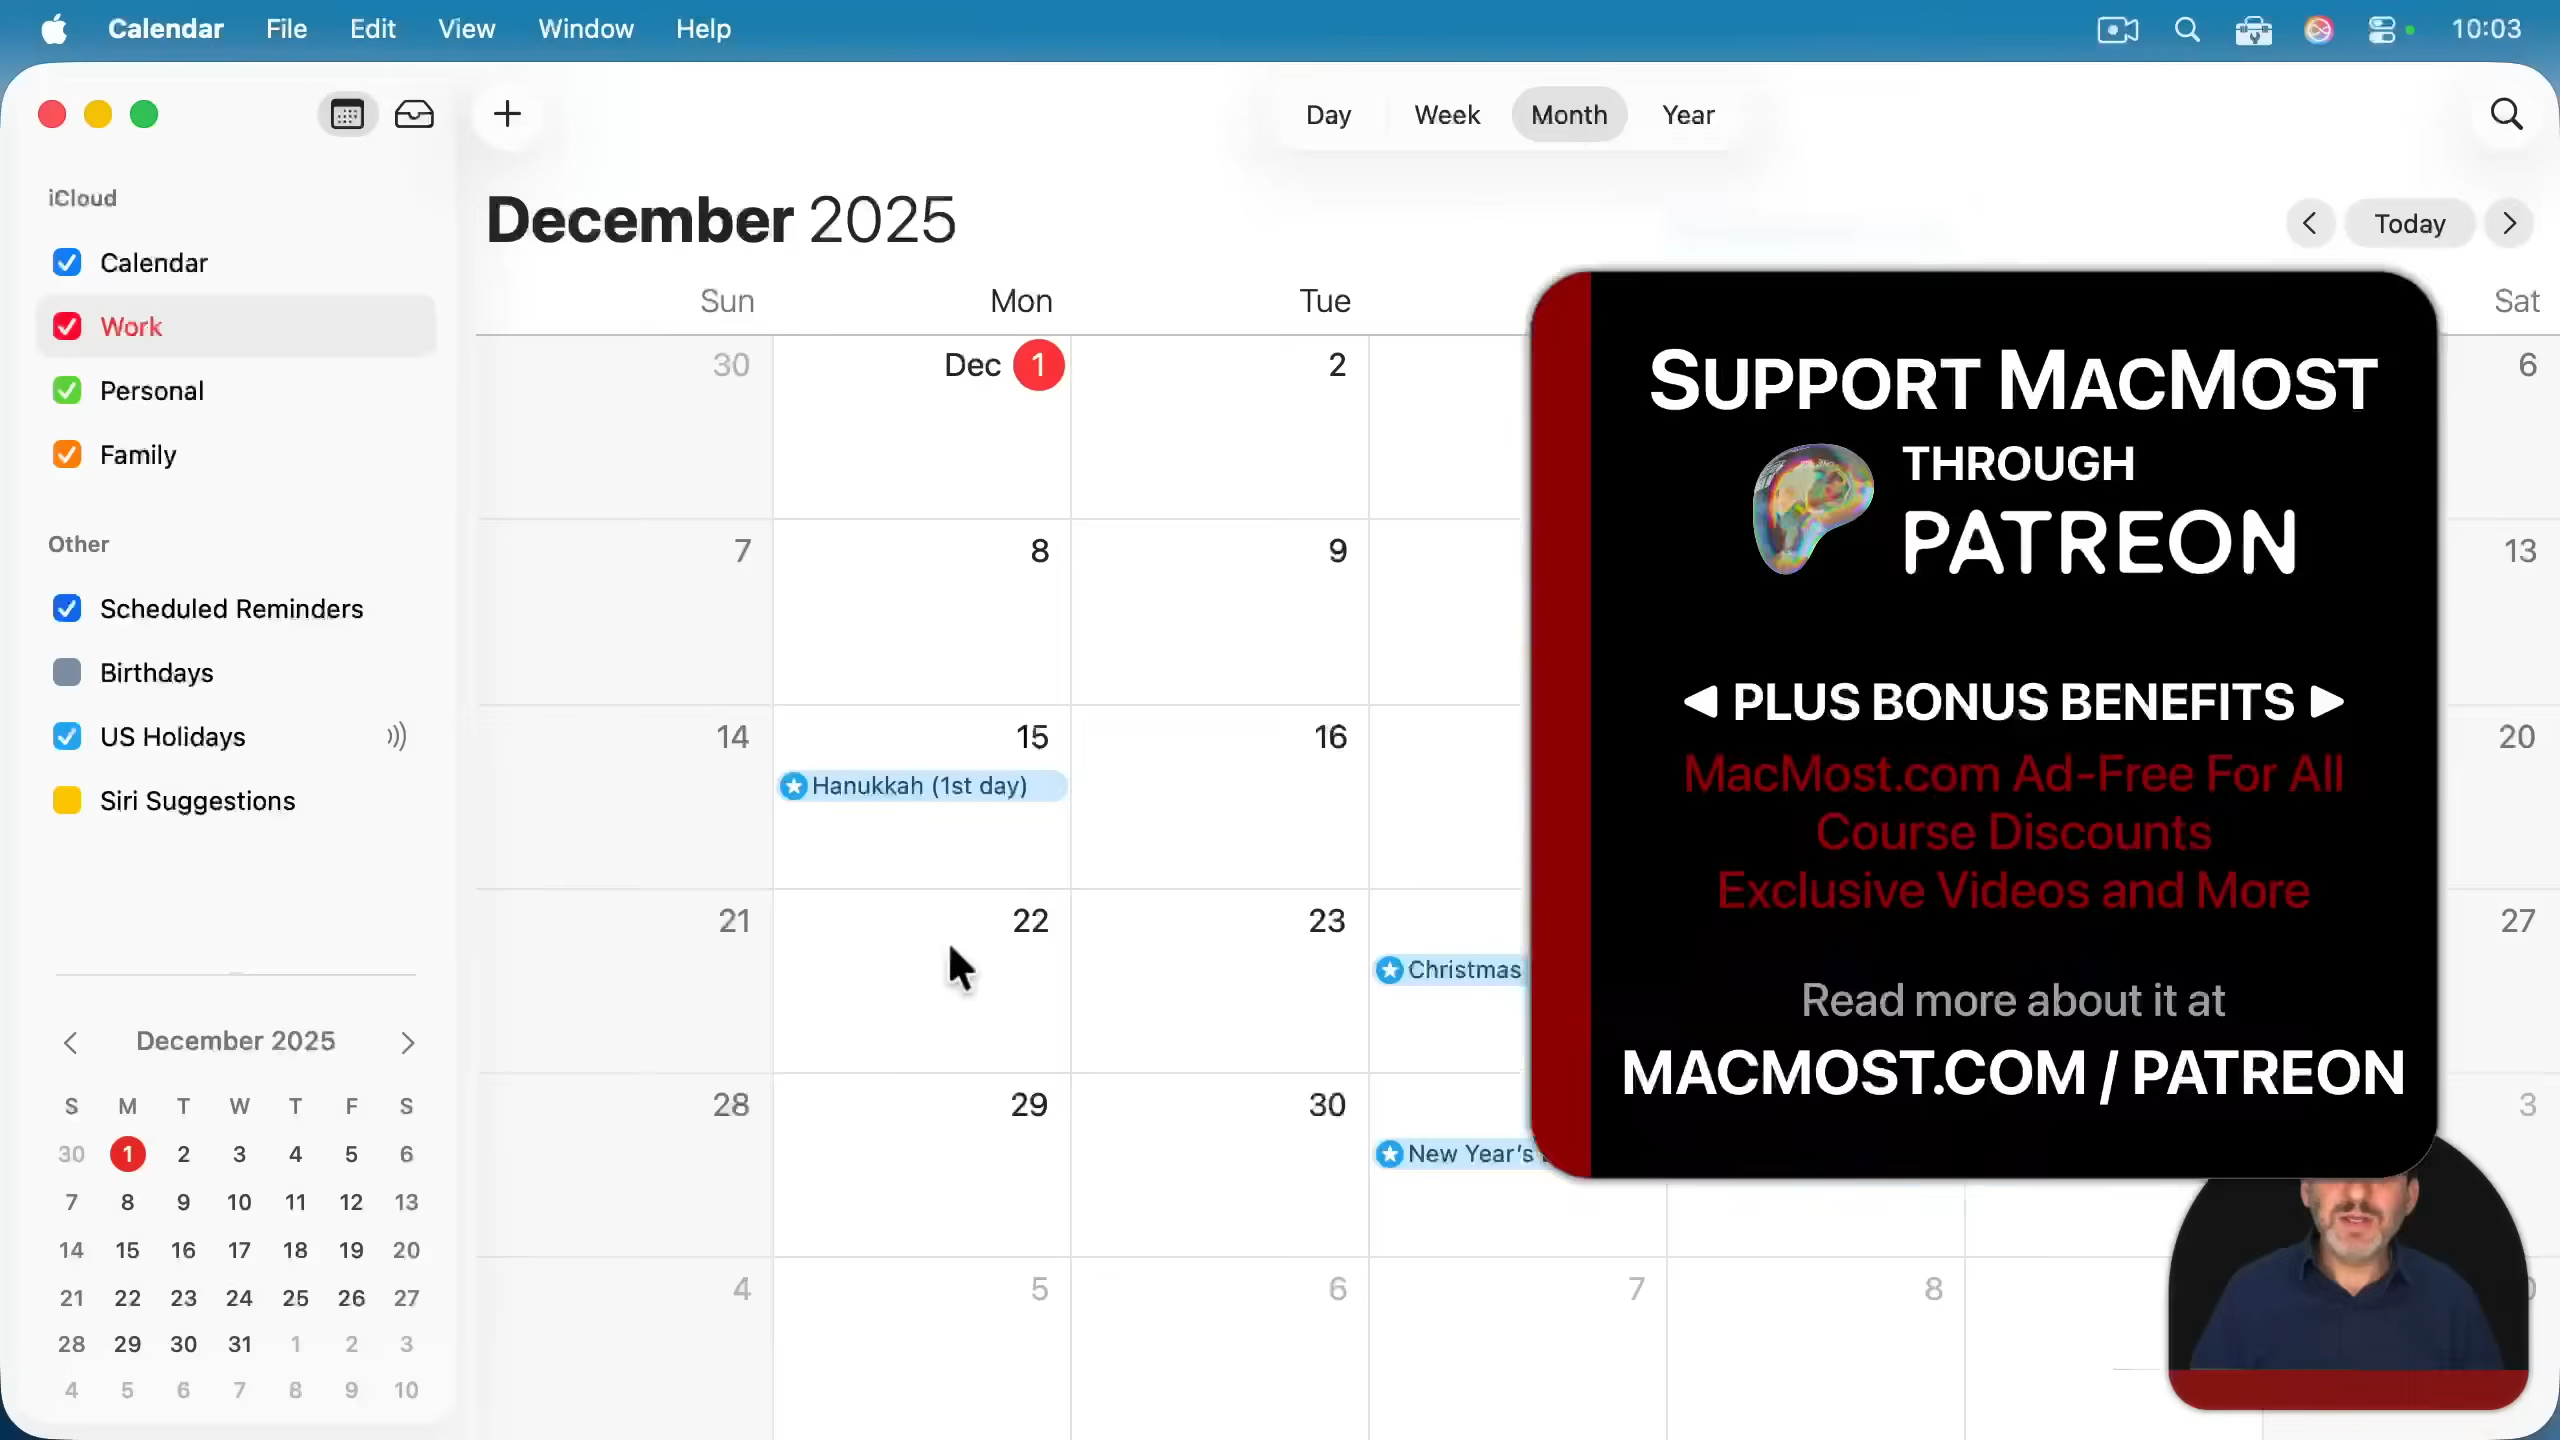 Calendar File Edit View Window Help 10:03
Day Week Month Year
iCloud
Calendar
Work
Personal
Family
Other
Scheduled Reminders
Birthdays
US Holidays
Siri Suggestions
December 2025
S M T W T F S
30 1 2 3 4 5 6
7 8 9 10 11 12 13
14 15 16 17 18 19 20
21 22 23 24 25 26 27
28 29 30 31 1 2 3
4 5 6 7 8 9 10
December 2025
Today
Sun Mon Tue Sat
30 Dec 1 2 6
7 8 9 13
14 15 16 20
Hanukkah (1st day)
21 22 23 27
Christmas
28 29 30 3
New Year's
4 5 6 7 8
SUPPORT MACMOST
THROUGH
PATREON
◀ PLUS BONUS BENEFITS ▶
MacMost.com Ad-Free For All
Course Discounts
Exclusive Videos and More
Read more about it at
MACMOST.COM / PATREON